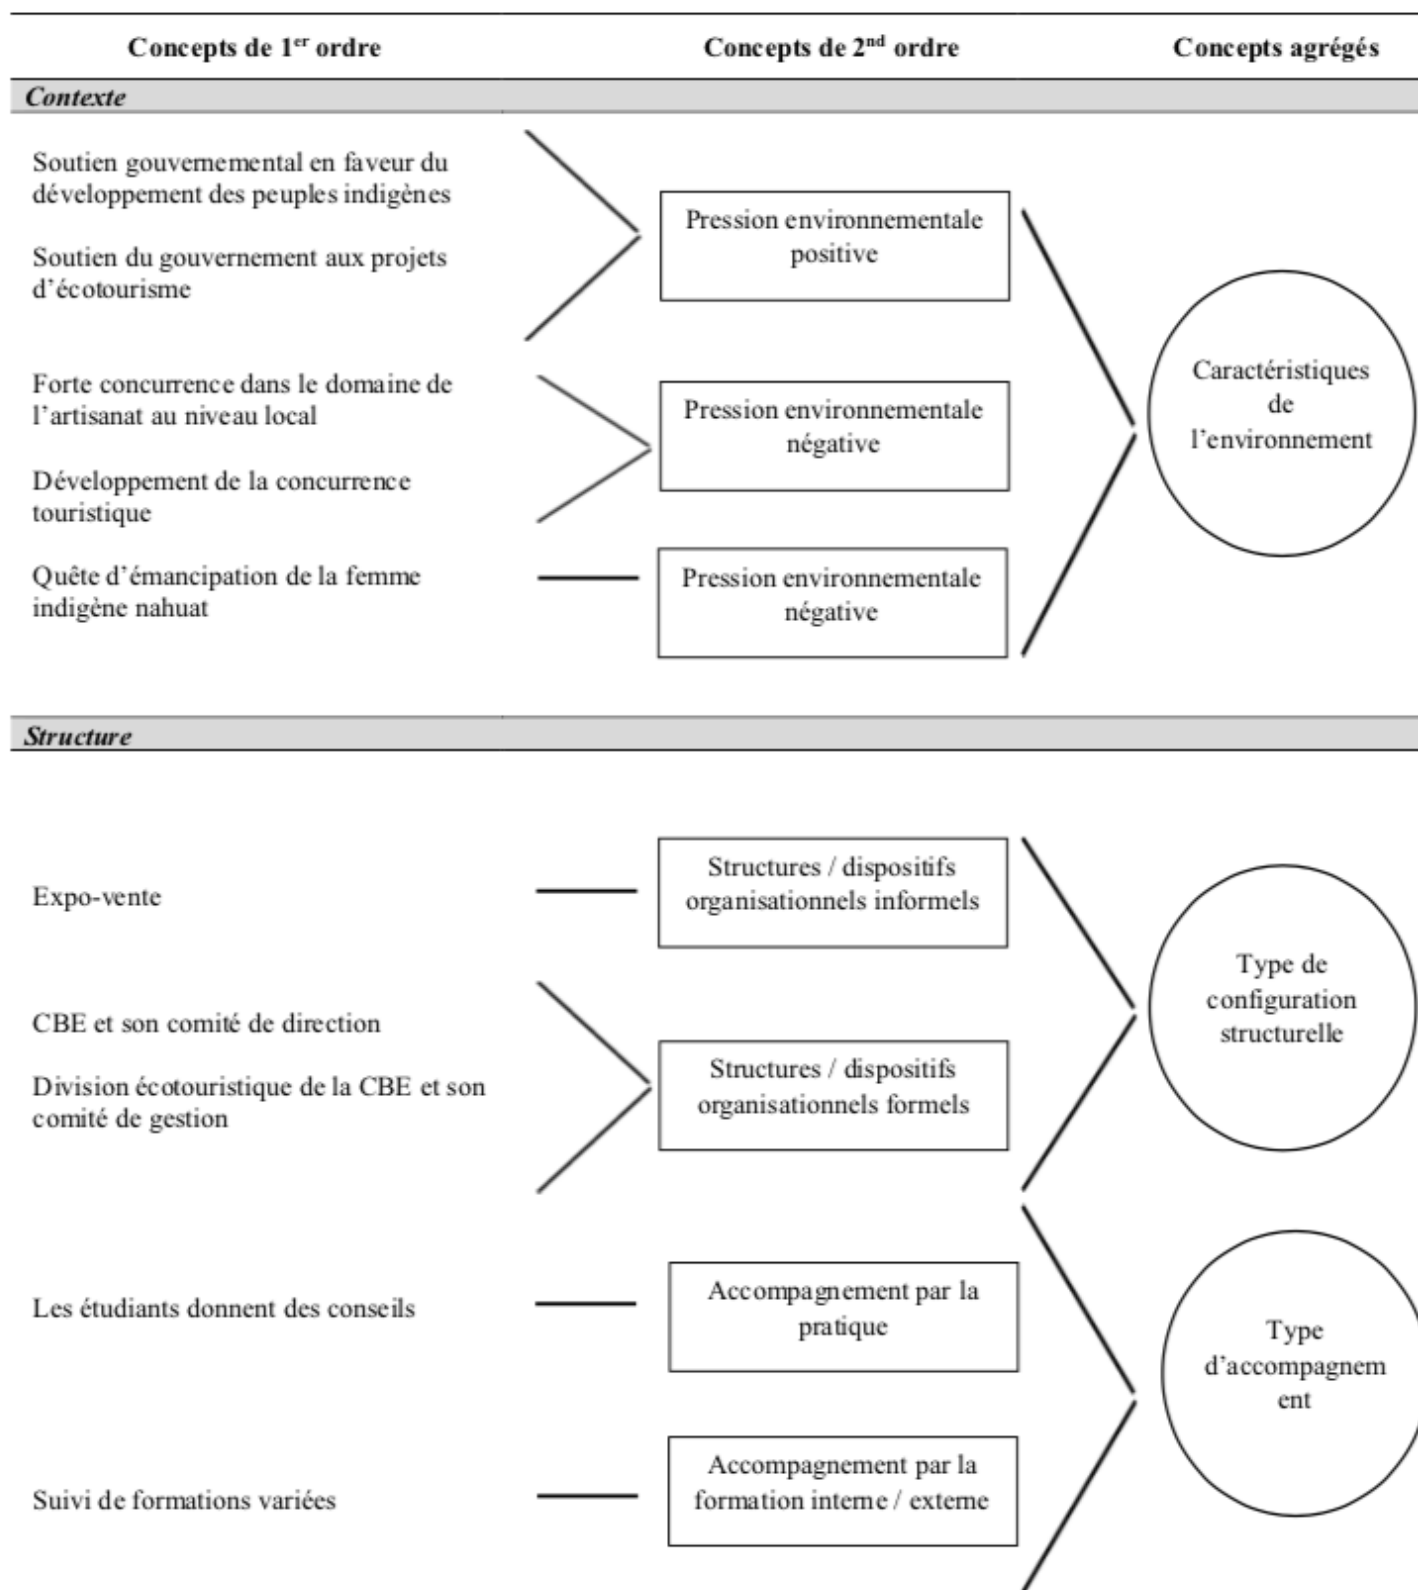 Concepts de 1er ordre
Concepts de 2nd ordre
Concepts agrégés
Contexte
Soutien gouvernemental en faveur du
développement des peuples indigènes
Soutien du gouvernement aux projets
d'écotourisme
Pression environnementale
positive
Forte concurrence dans le domaine de
l'artisanat au niveau local
Développement de la concurrence
touristique
Pression environnementale
négative
Quête d'émancipation de la femme
indigène nahuat
Pression environnementale
négative
Caractéristiques
de
l'environnement
Structure
Expo-vente
Structures / dispositifs
organisationnels informels
CBE et son comité de direction
Division écotouristique de la CBE et son
comité de gestion
Structures / dispositifs
organisationnels formels
Type de
configuration
structurelle
Les étudiants donnent des conseils
Accompagnement par la
pratique
Suivi de formations variées
Accompagnement par la
formation interne / externe
Type
d'accompagnem
ent